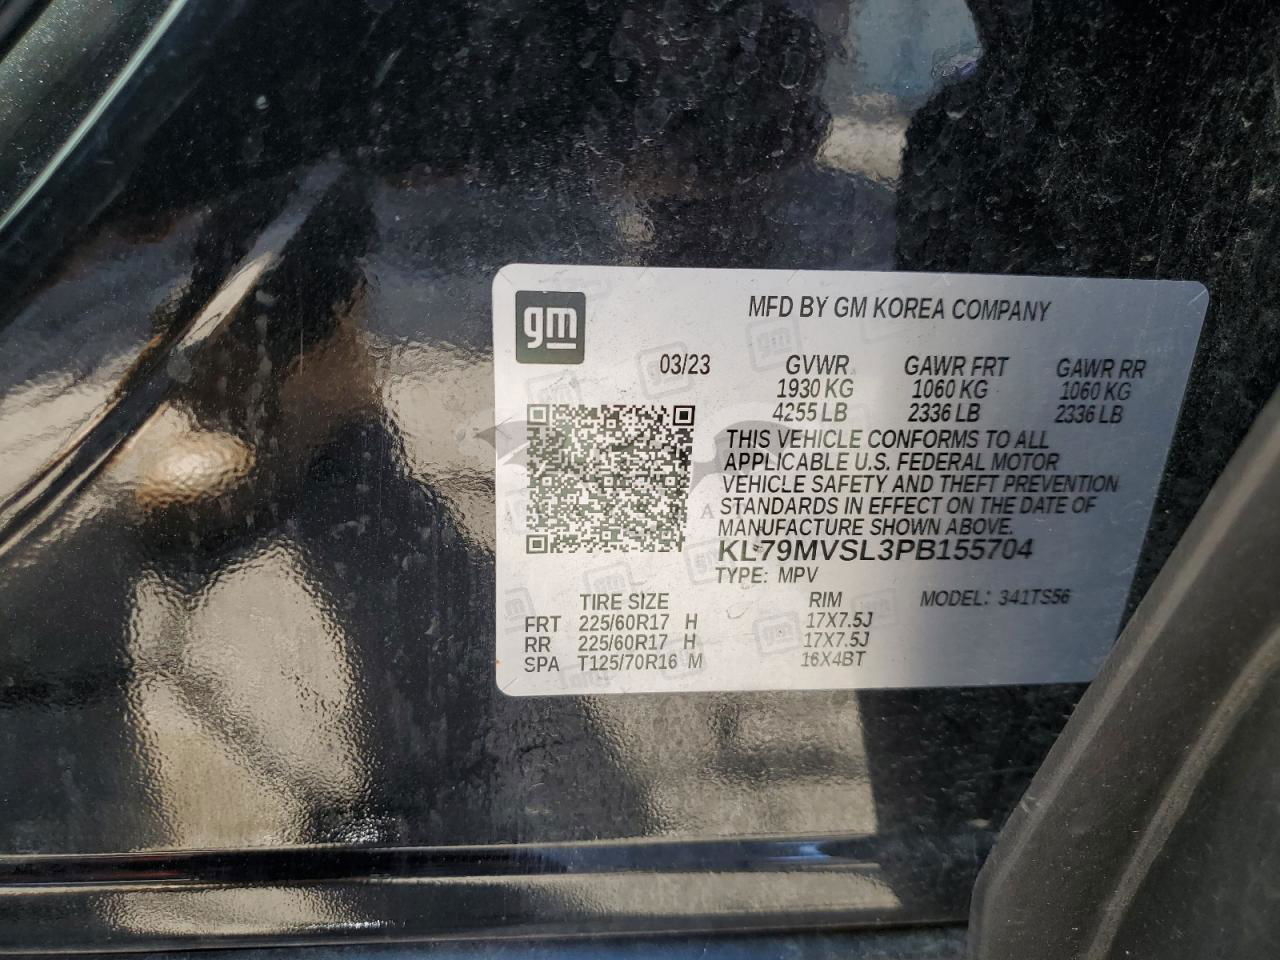 gm
MFD BY GM KOREA COMPANY
03/23 GVWR GAWR FRT GAWR RR
1930 KG 1060 KG 1060 KG
4255 LB 2336 LB 2336 LB
THIS VEHICLE CONFORMS TO ALL
APPLICABLE U.S. FEDERAL MOTOR
VEHICLE SAFETY AND THEFT PREVENTION
STANDARDS IN EFFECT ON THE DATE OF
MANUFACTURE SHOWN ABOVE.
KL79MVSL3PB155704
TYPE: MPV
TIRE SIZE RIM MODEL: 341TS56
FRT 225/60R17 H 17X7.5J
RR 225/60R17 H 17X7.5J
SPA T125/70R16 M 16X4BT